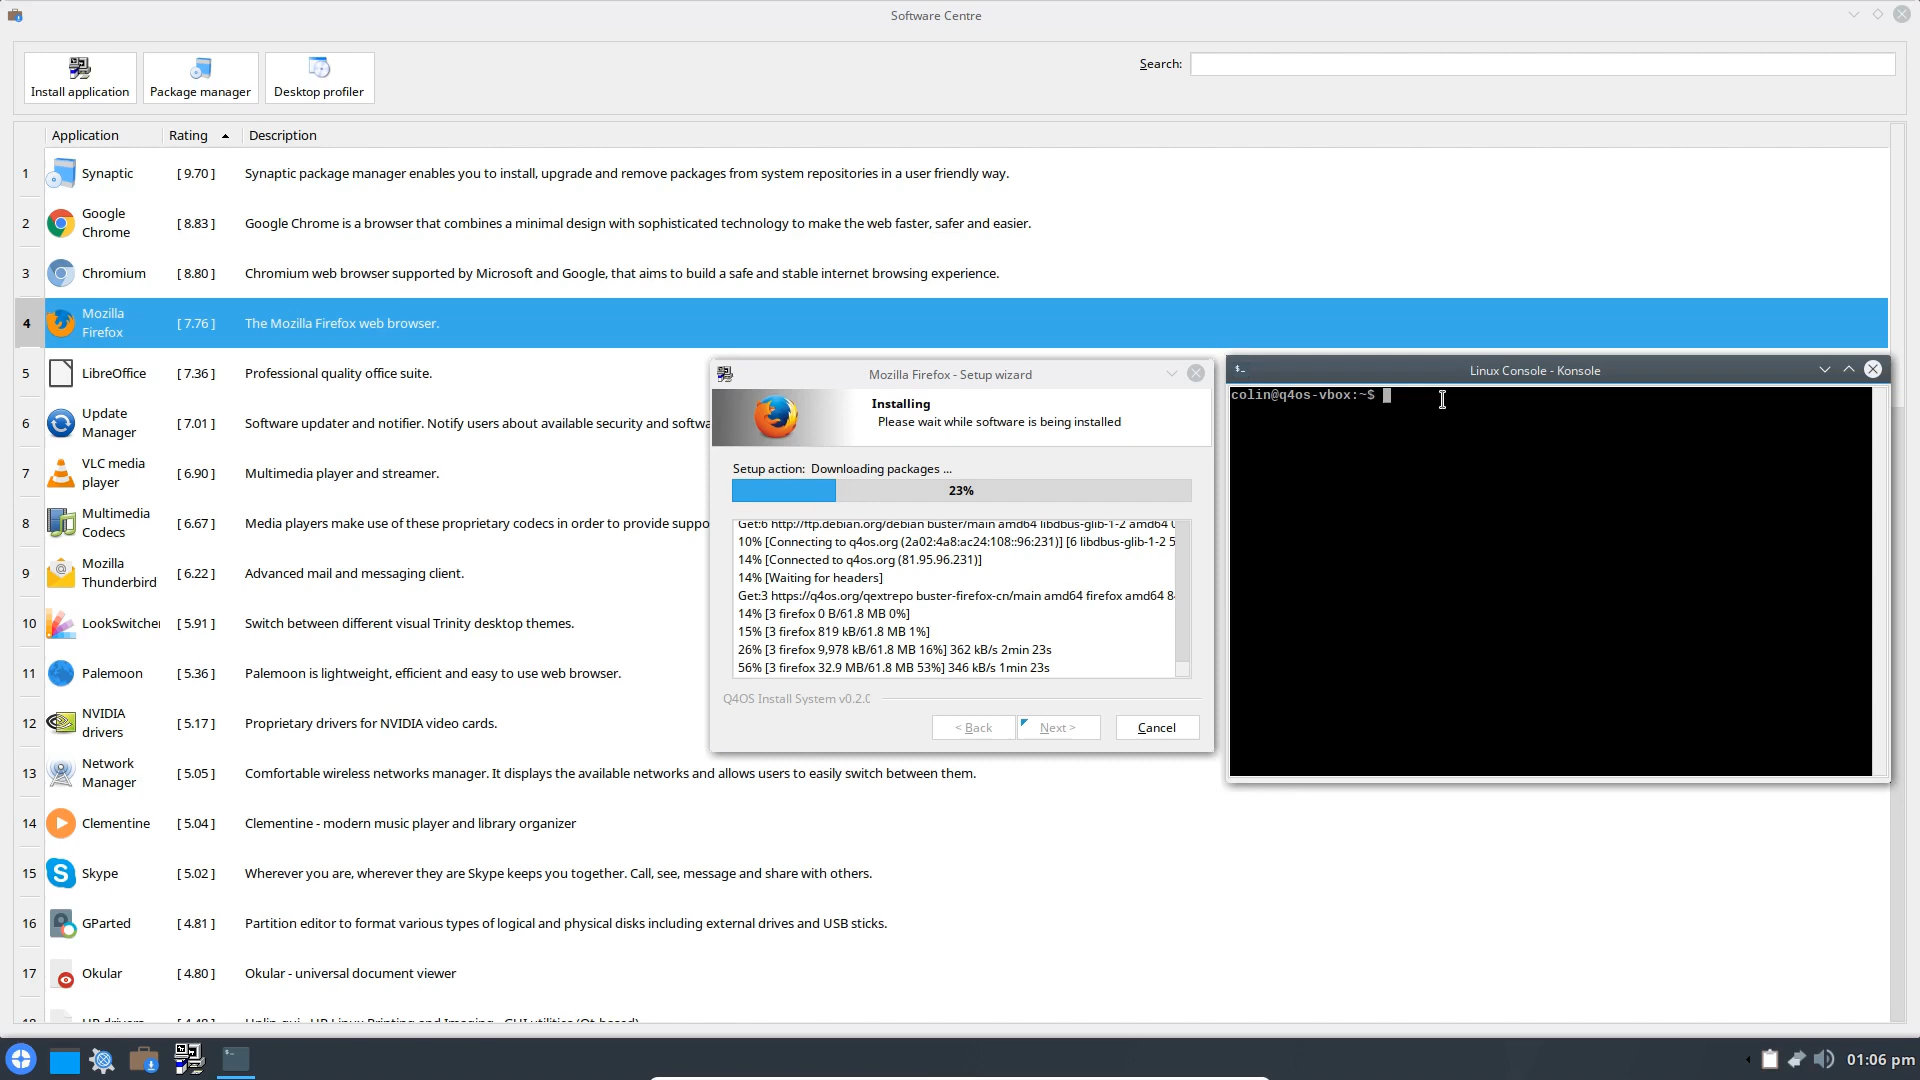 Software Centre
Install application
Package manager
Desktop profiler
Search:
Application Rating Description
1 Synaptic [ 9.70 ] Synaptic package manager enables you to install, upgrade and remove packages from system repositories in a user friendly way.
2 Google Chrome [ 8.83 ] Google Chrome is a browser that combines a minimal design with sophisticated technology to make the web faster, safer and easier.
3 Chromium [ 8.80 ] Chromium web browser supported by Microsoft and Google, that aims to build a safe and stable internet browsing experience.
4 Mozilla Firefox [ 7.76 ] The Mozilla Firefox web browser.
5 LibreOffice [ 7.36 ] Professional quality office suite.
6 Update Manager [ 7.01 ] Software updater and notifier. Notify users about available security and softwa
7 VLC media player [ 6.90 ] Multimedia player and streamer.
8 Multimedia Codecs [ 6.67 ] Media players make use of these proprietary codecs in order to provide suppo
9 Mozilla Thunderbird [ 6.22 ] Advanced mail and messaging client.
10 LookSwitcher [ 5.91 ] Switch between different visual Trinity desktop themes.
11 Palemoon [ 5.36 ] Palemoon is lightweight, efficient and easy to use web browser.
12 NVIDIA drivers [ 5.17 ] Proprietary drivers for NVIDIA video cards.
13 Network Manager [ 5.05 ] Comfortable wireless networks manager. It displays the available networks and allows users to easily switch between them.
14 Clementine [ 5.04 ] Clementine - modern music player and library organizer
15 Skype [ 5.02 ] Wherever you are, wherever they are Skype keeps you together. Call, see, message and share with others.
16 GParted [ 4.81 ] Partition editor to format various types of logical and physical disks including external drives and USB sticks.
17 Okular [ 4.80 ] Okular - universal document viewer
Mozilla Firefox - Setup wizard
Installing
Please wait while software is being installed
Setup action: Downloading packages ...
23%
Get:6 http://ftp.debian.org/debian buster/main amd64 libdbus-glib-1-2 amd64
10% [Connecting to q4os.org (2a02:4a8:ac24:108::96:231)] [6 libdbus-glib-1-2 5
14% [Connected to q4os.org (81.95.96.231)]
14% [Waiting for headers]
Get:3 https://q4os.org/qextrepo buster-firefox-cn/main amd64 firefox amd64
14% [3 firefox 0 B/61.8 MB 0%]
15% [3 firefox 819 kB/61.8 MB 1%]
26% [3 firefox 9,978 kB/61.8 MB 16%] 362 kB/s 2min 23s
56% [3 firefox 32.9 MB/61.8 MB 53%] 346 kB/s 1min 23s
Q4OS Install System v0.2.0
< Back
Next >
Cancel
Linux Console - Konsole
colin@q4os-vbox:~$
01:06 pm